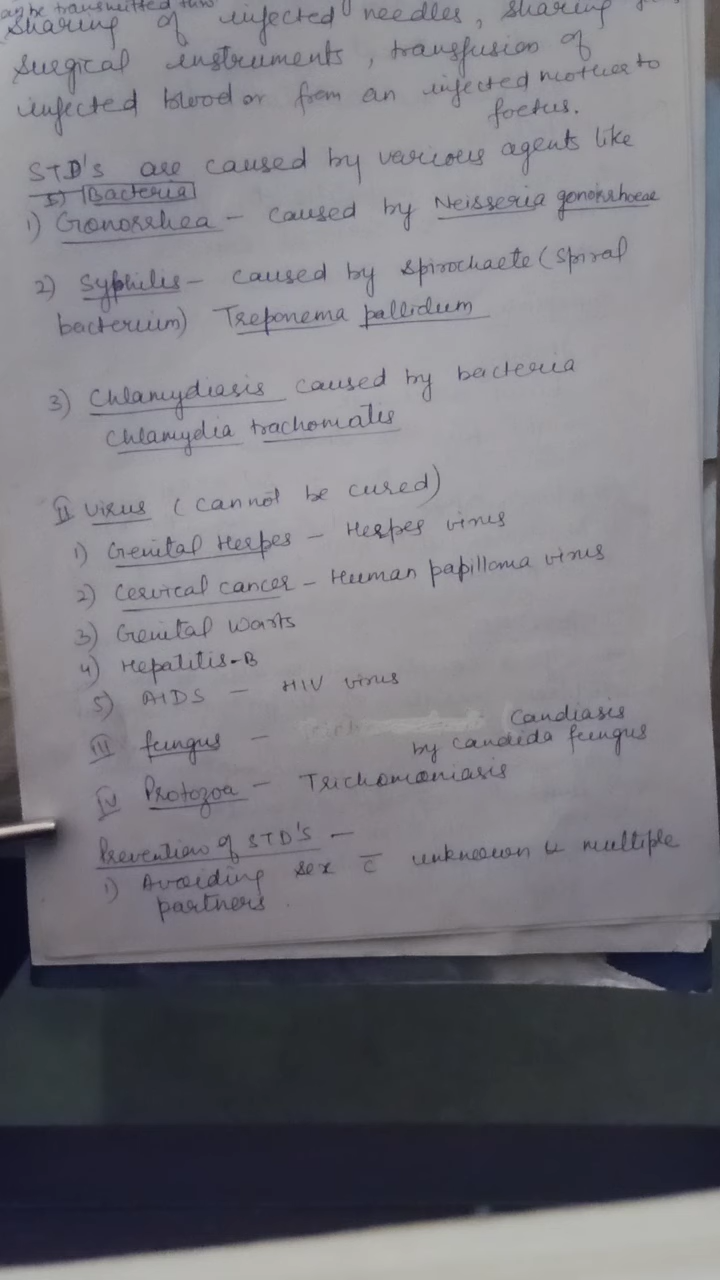 be transmitted thro
Sharing of infected needles, sharing
surgical instruments, transfusion of
infected blood or from an infected mother to
foetus.
STD's are caused by various agents like
I) Bacteria
1) Gonorrhea - caused by Neisseria gonorrhoeae
2) Syphilis - caused by spirochaete (spiral
bacterium) Treponema pallidum
3) Chlamydiasis caused by bacteria
Chlamydia trachomatis
II Virus (cannot be cured)
1) Genital Herpes - Herpes virus
2) Cervical cancer - Human papilloma virus
3) Genital Warts
4) Hepatitis-B
5) AIDS - HIV virus
III fungus - Candiasis
by candida fungus
IV Protozoa - Trichomoniasis
Prevention of STD's -
1) Avoiding sex c̄ unknown & multiple
partners.